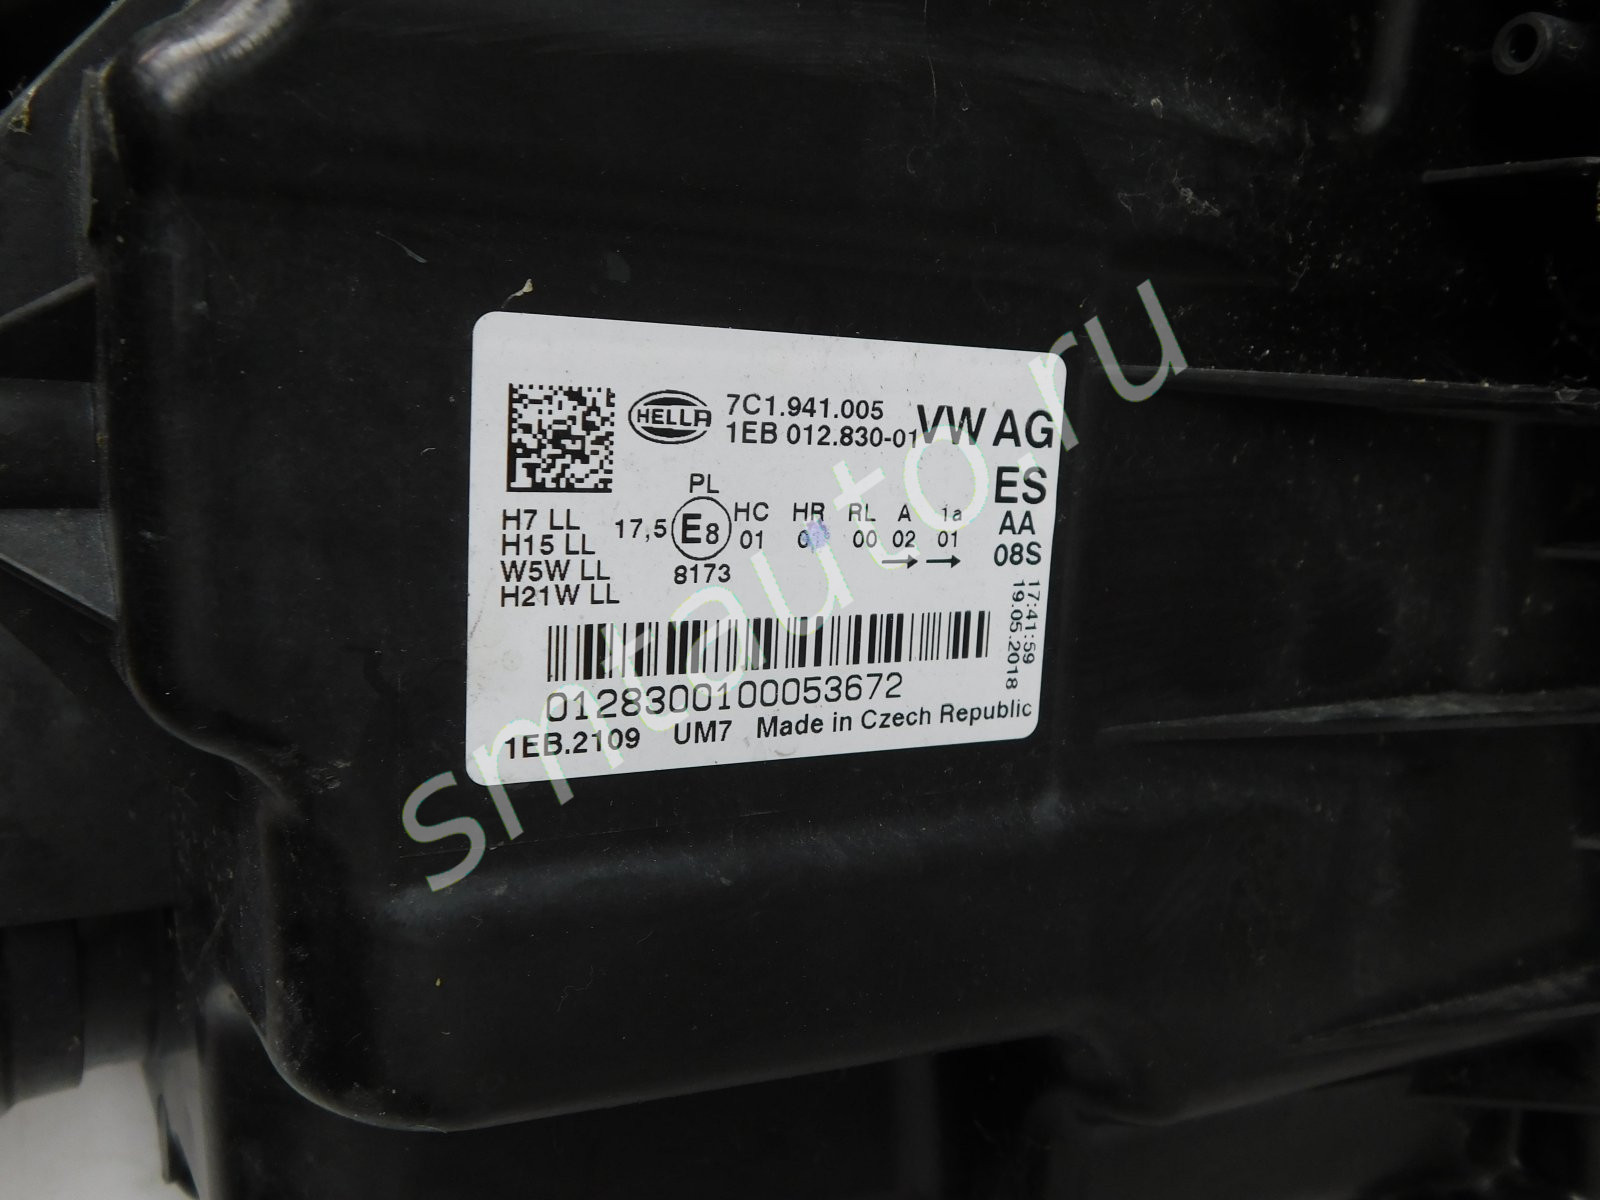 HELLA
7C1.941.005
1EB 012.830-01
VW AG
PL
ES
H7 LL
H15 LL
W5W LL
H21W LL
17,5
E8
8173
HC HR RL A 1a
01 01 00 02 01
→ →
AA
08S
17:41:59
19.05.2018
0128300100053672
1EB.2109 UM7 Made in Czech Republic
smtauto.ru